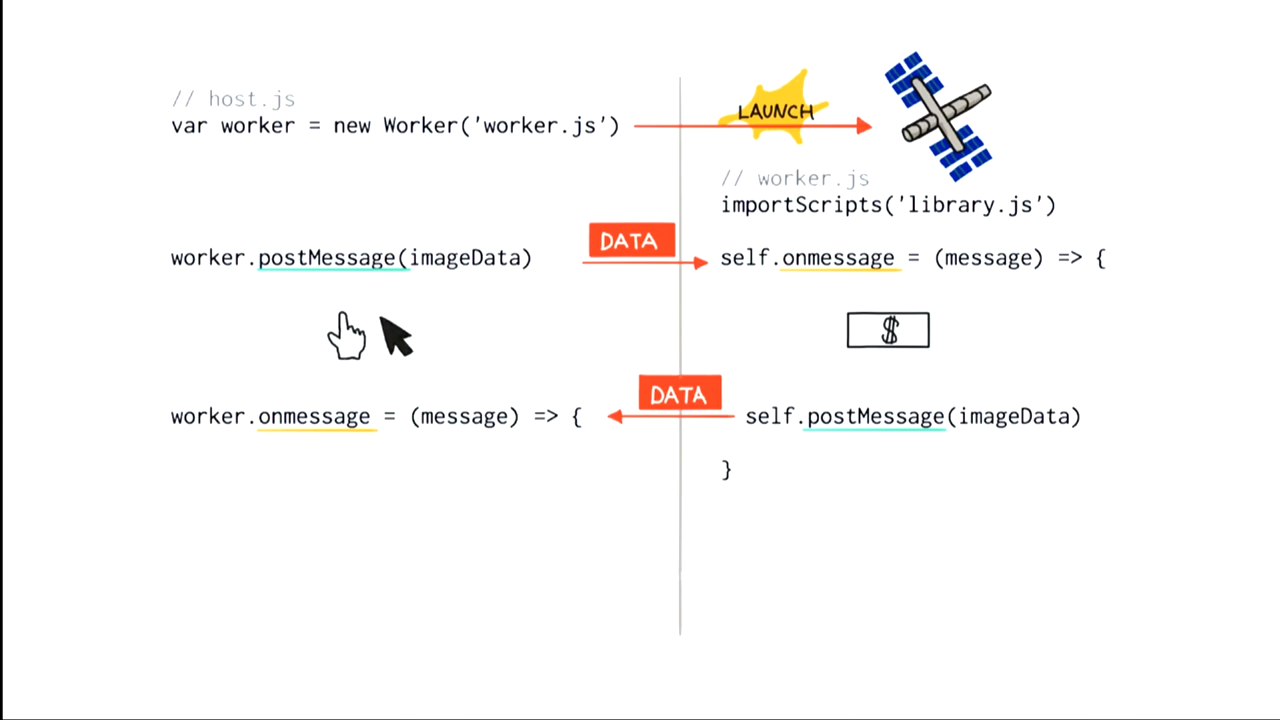 // host.js
var worker = new Worker('worker.js')
LAUNCH
// worker.js
importScripts('library.js')
DATA
worker.postMessage(imageData)
self.onmessage = (message) => {
$
DATA
worker.onmessage = (message) => {
self.postMessage(imageData)
}